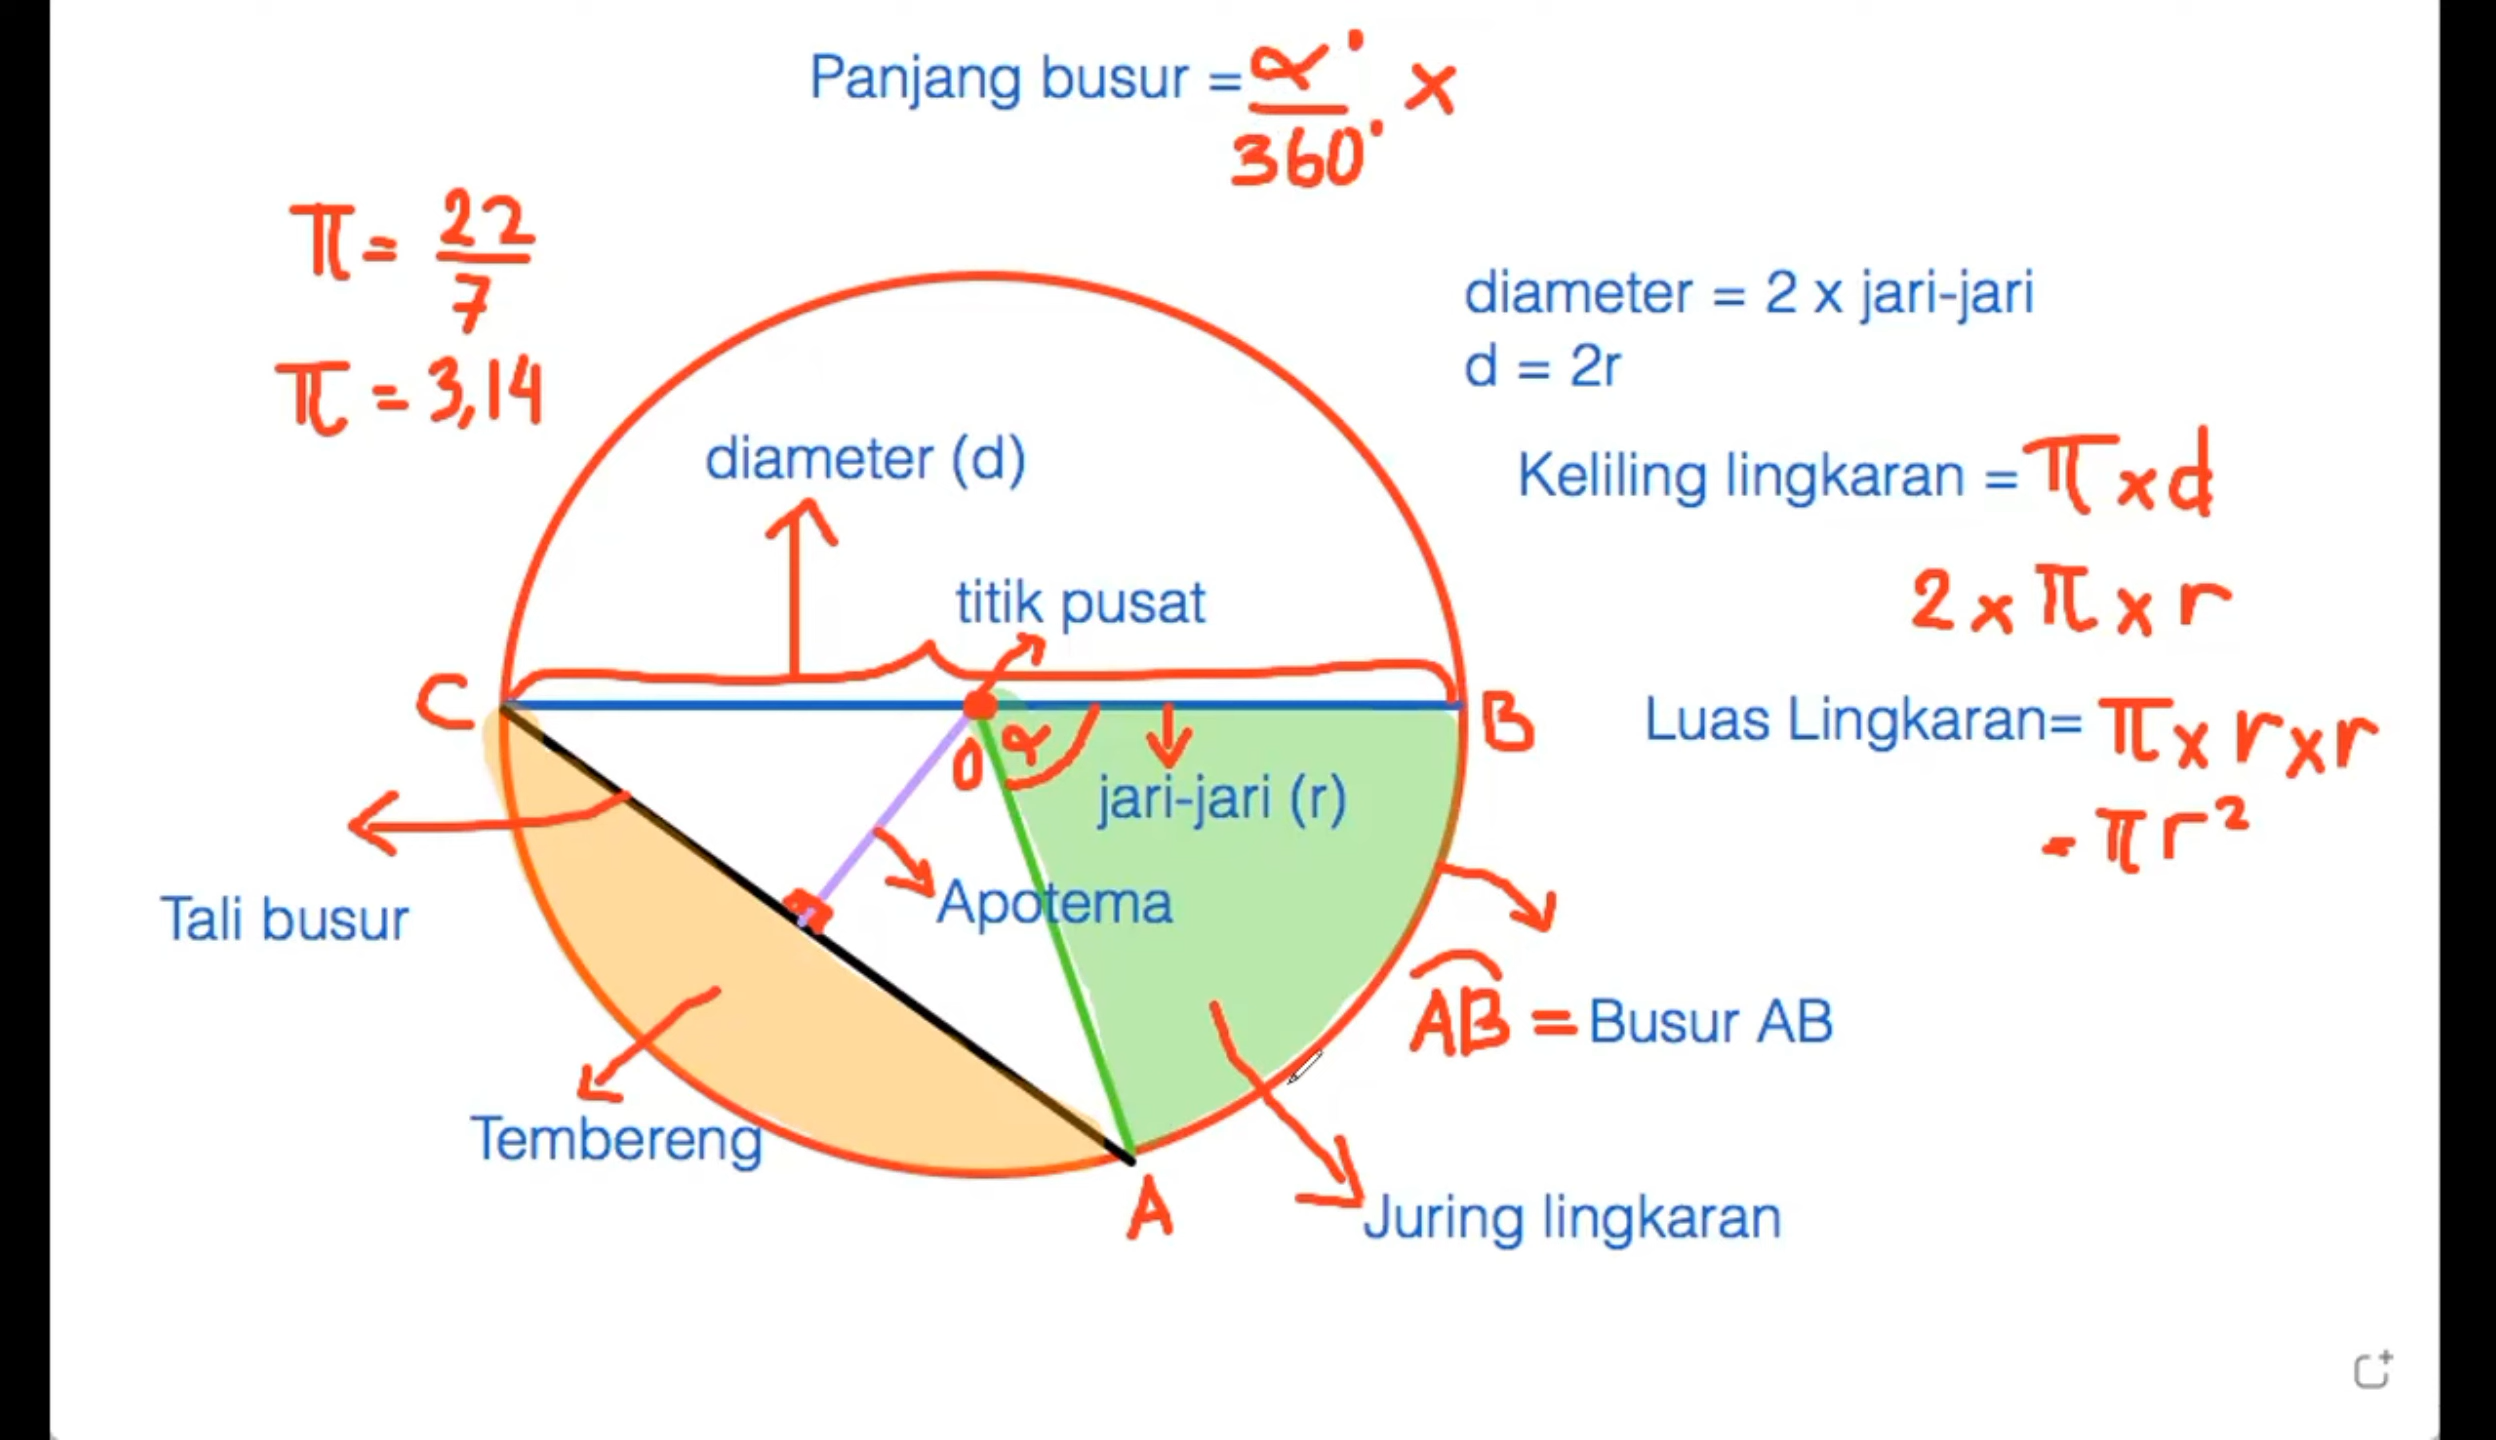 Panjang busur = α° x
360°
π = 22
7
π = 3,14
diameter = 2 x jari-jari
d = 2r
Keliling lingkaran = π x d
2 x π x r
Luas Lingkaran= π x r x r
= πr²
diameter (d)
titik pusat
C
B
O
α
jari-jari (r)
Apotema
Tali busur
Tembereng
AB = Busur AB
A
Juring lingkaran